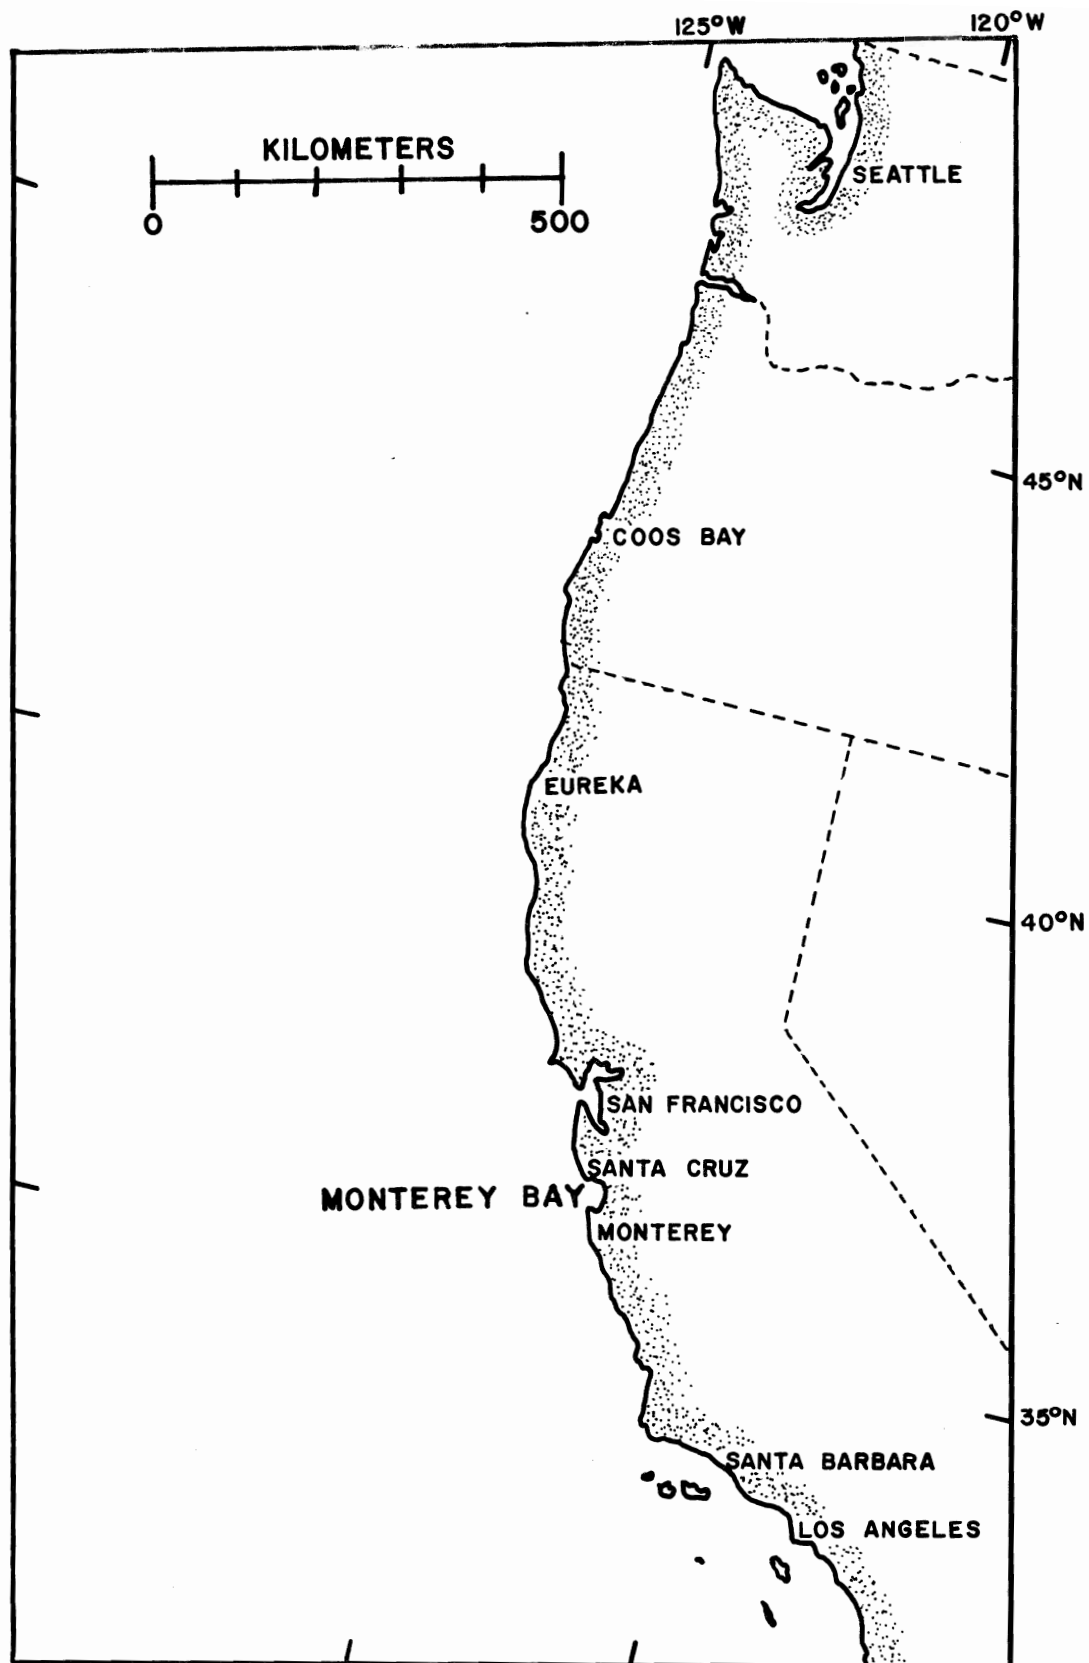 125°W
120°W
KILOMETERS
0
500
SEATTLE
45°N
COOS BAY
EUREKA
40°N
SAN FRANCISCO
SANTA CRUZ
MONTEREY BAY
MONTEREY
35°N
SANTA BARBARA
LOS ANGELES